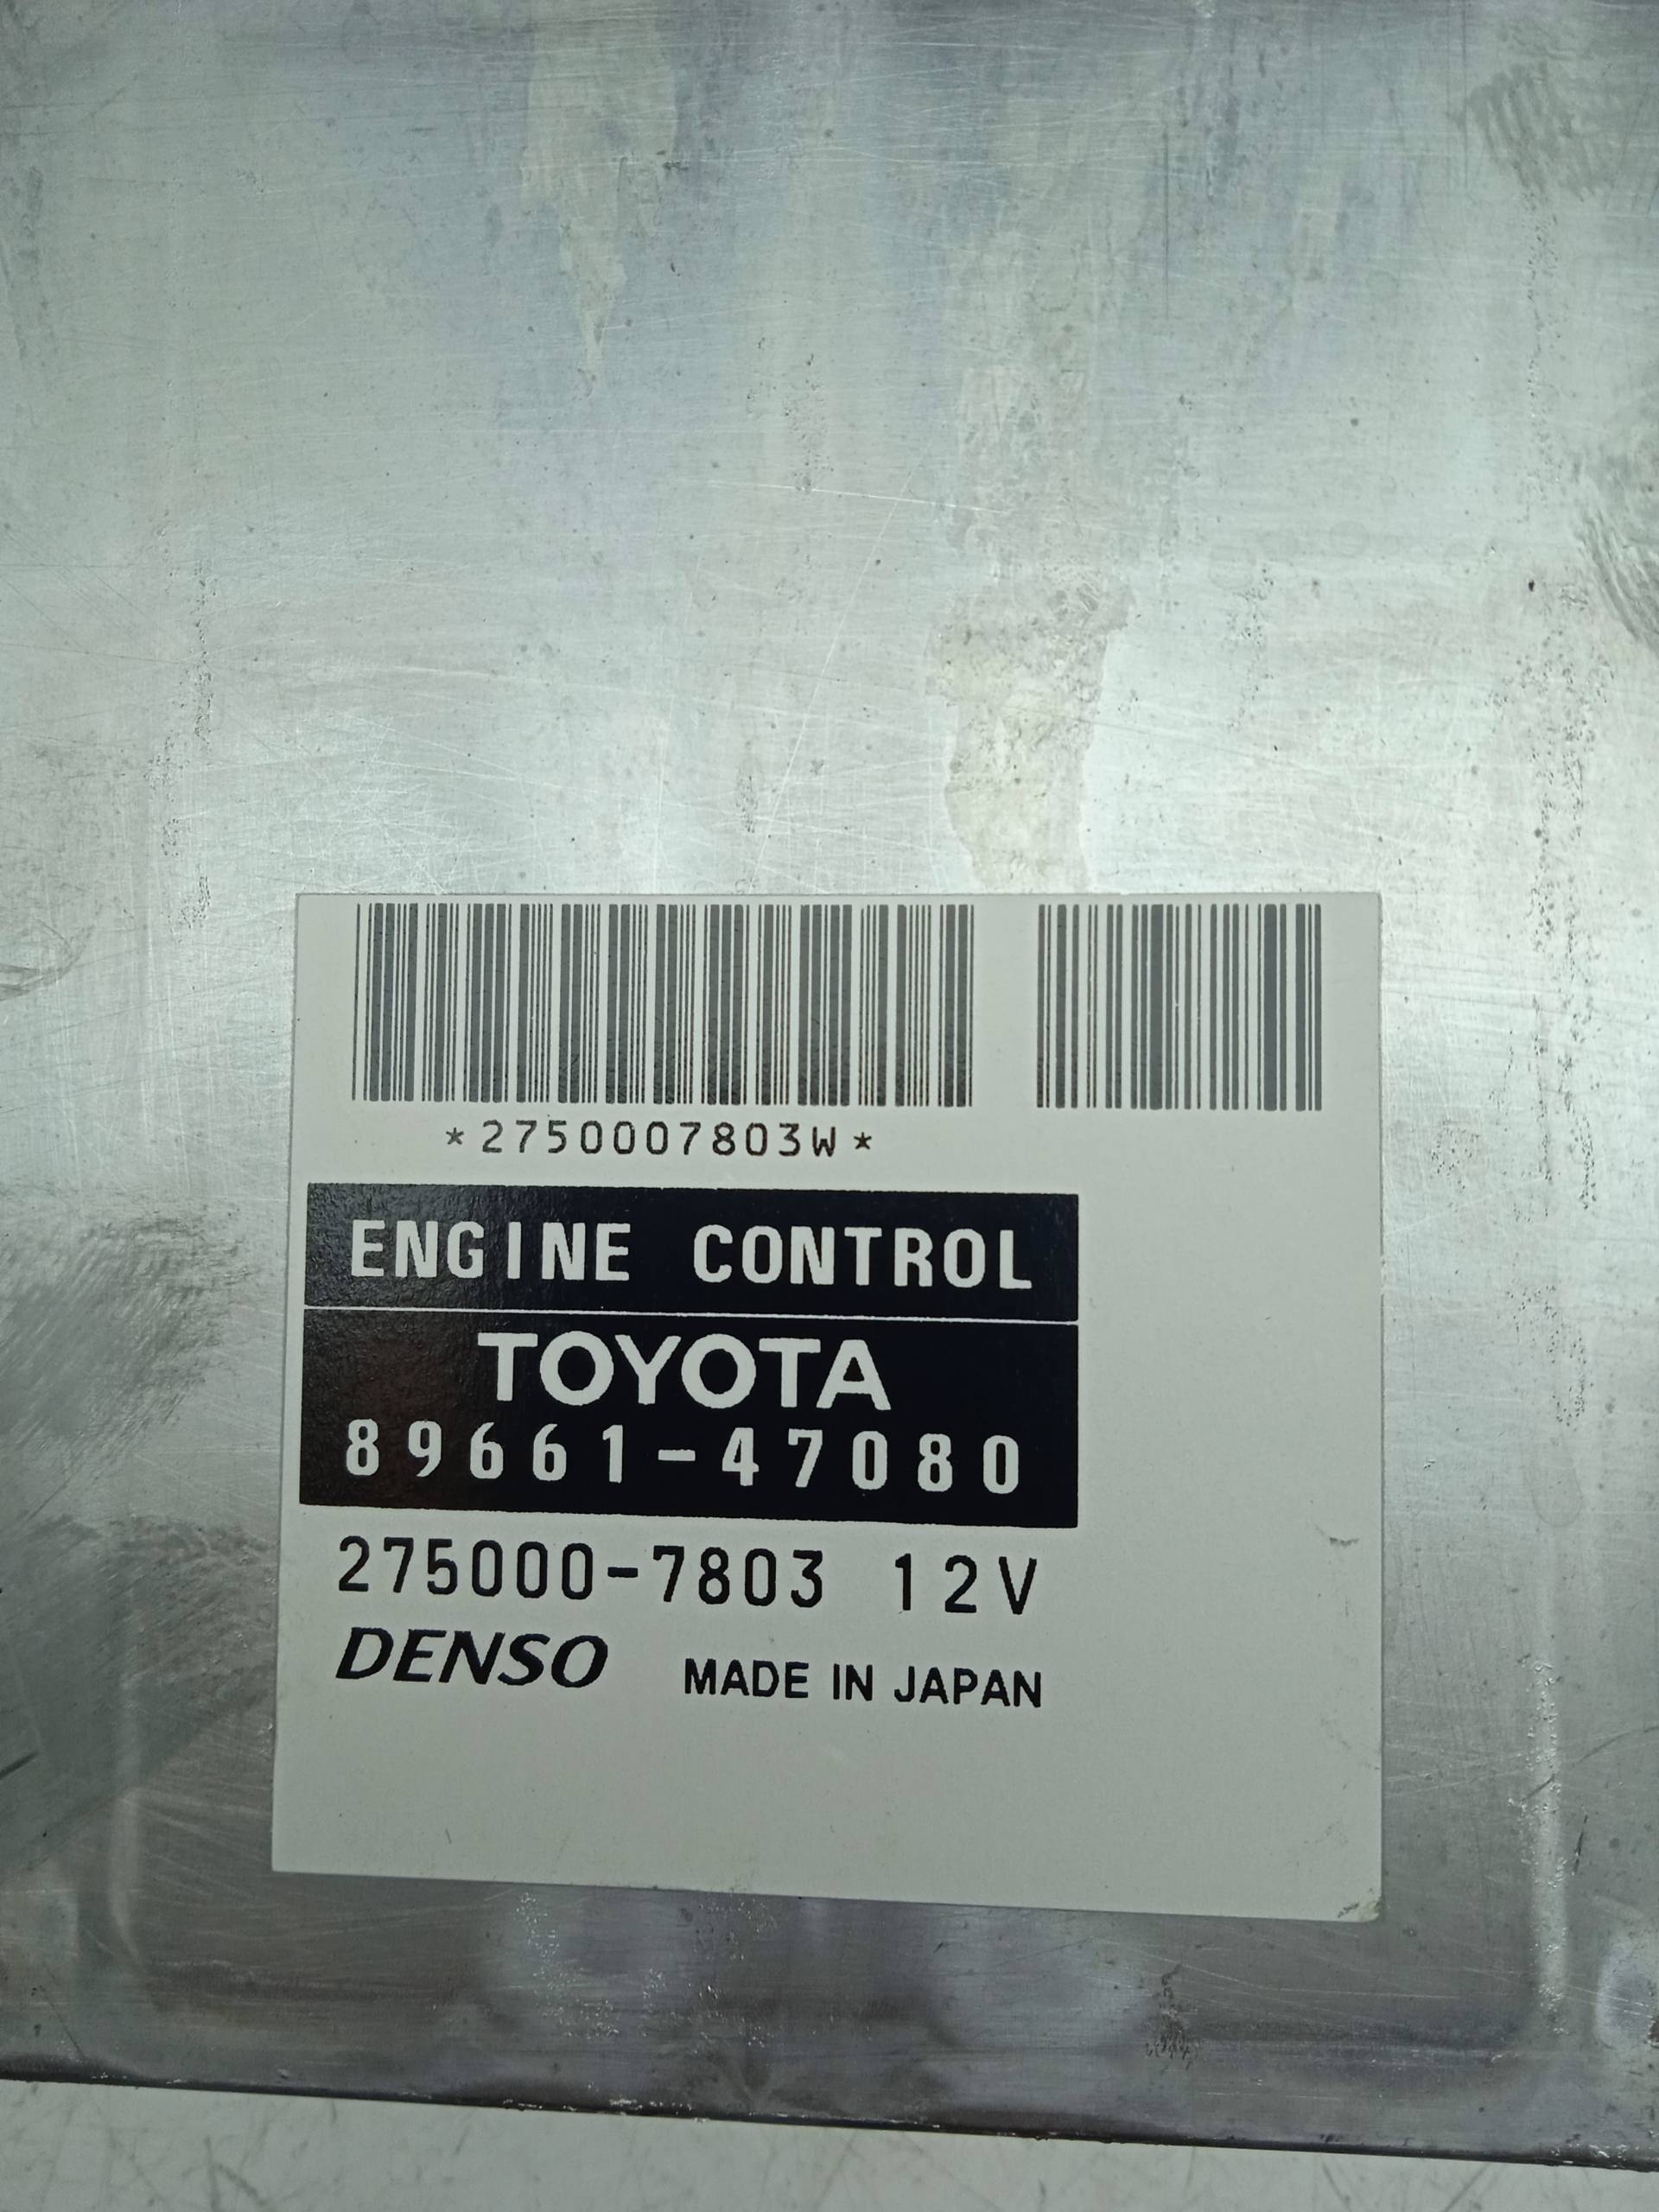 *2750007803W*
ENGINE CONTROL
TOYOTA
89661-47080
275000-7803 12V
DENSO MADE IN JAPAN